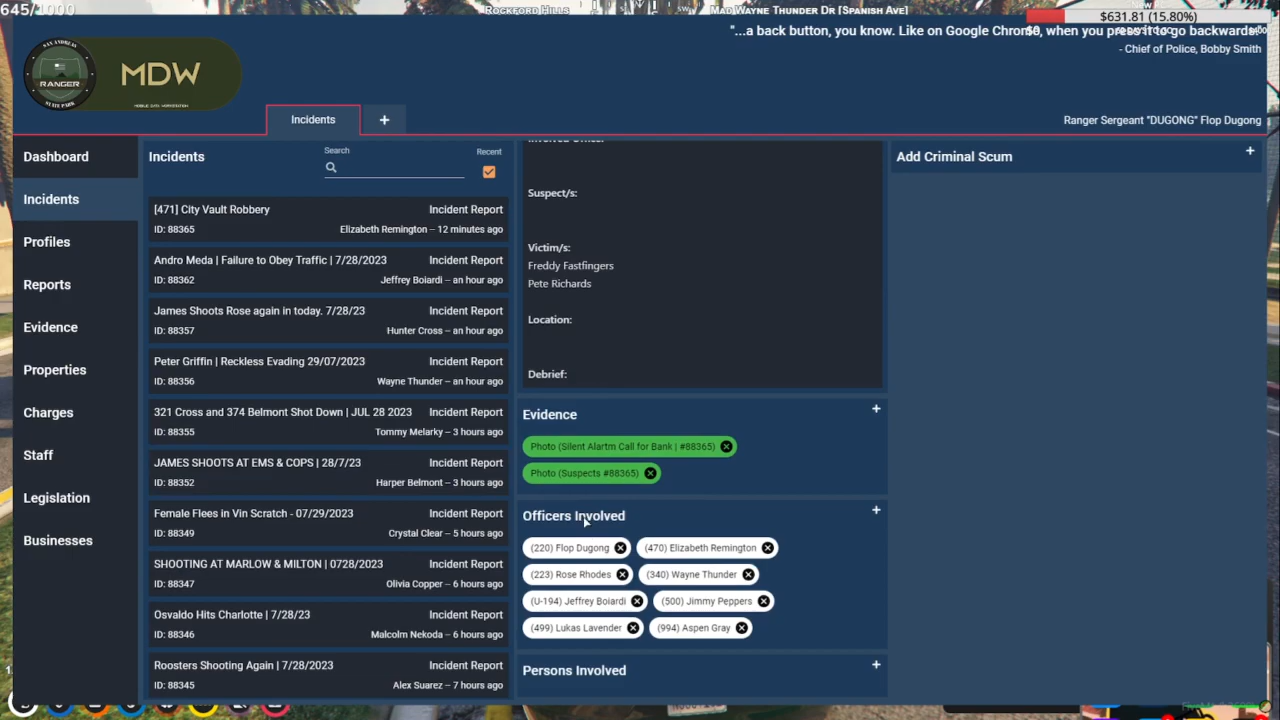 645/1000
Rockford Hills
Mad Wayne Thunder Dr [Spanish Ave]
$631.81 (15.80%)
"...a back button, you know. Like on Google Chrome, when you press it to go backwards."
- Chief of Police, Bobby Smith
SAN ANDREAS
RANGER
STATE PARK
MDW
Incidents
+
Ranger Sergeant "DUGONG" Flop Dugong
Dashboard
Incidents
Profiles
Reports
Evidence
Properties
Charges
Staff
Legislation
Businesses
Incidents
Search
Recent
[471] City Vault Robbery Incident Report
ID: 88365 Elizabeth Remington – 12 minutes ago
Andro Meda | Failure to Obey Traffic | 7/28/2023 Incident Report
ID: 88362 Jeffrey Boiardi – an hour ago
James Shoots Rose again in today. 7/28/23 Incident Report
ID: 88357 Hunter Cross – an hour ago
Peter Griffin | Reckless Evading 29/07/2023 Incident Report
ID: 88356 Wayne Thunder – an hour ago
321 Cross and 374 Belmont Shot Down | JUL 28 2023 Incident Report
ID: 88355 Tommy Melarky – 3 hours ago
JAMES SHOOTS AT EMS & COPS | 28/7/23 Incident Report
ID: 88352 Harper Belmont – 3 hours ago
Female Flees in Vin Scratch - 07/29/2023 Incident Report
ID: 88349 Crystal Clear – 5 hours ago
SHOOTING AT MARLOW & MILTON | 0728/2023 Incident Report
ID: 88347 Olivia Copper – 6 hours ago
Osvaldo Hits Charlotte | 7/28/23 Incident Report
ID: 88346 Malcolm Nekoda – 6 hours ago
Roosters Shooting Again | 7/28/2023 Incident Report
ID: 88345 Alex Suarez – 7 hours ago
Suspect/s:
Victim/s:
Freddy Fastfingers
Pete Richards
Location:
Debrief:
Evidence +
Photo (Silent Alartm Call for Bank | #88365)
Photo (Suspects #88365)
Officers Involved +
(220) Flop Dugong (470) Elizabeth Remington
(223) Rose Rhodes (340) Wayne Thunder
(U-194) Jeffrey Boiardi (500) Jimmy Peppers
(499) Lukas Lavender (994) Aspen Gray
Persons Involved +
Add Criminal Scum +